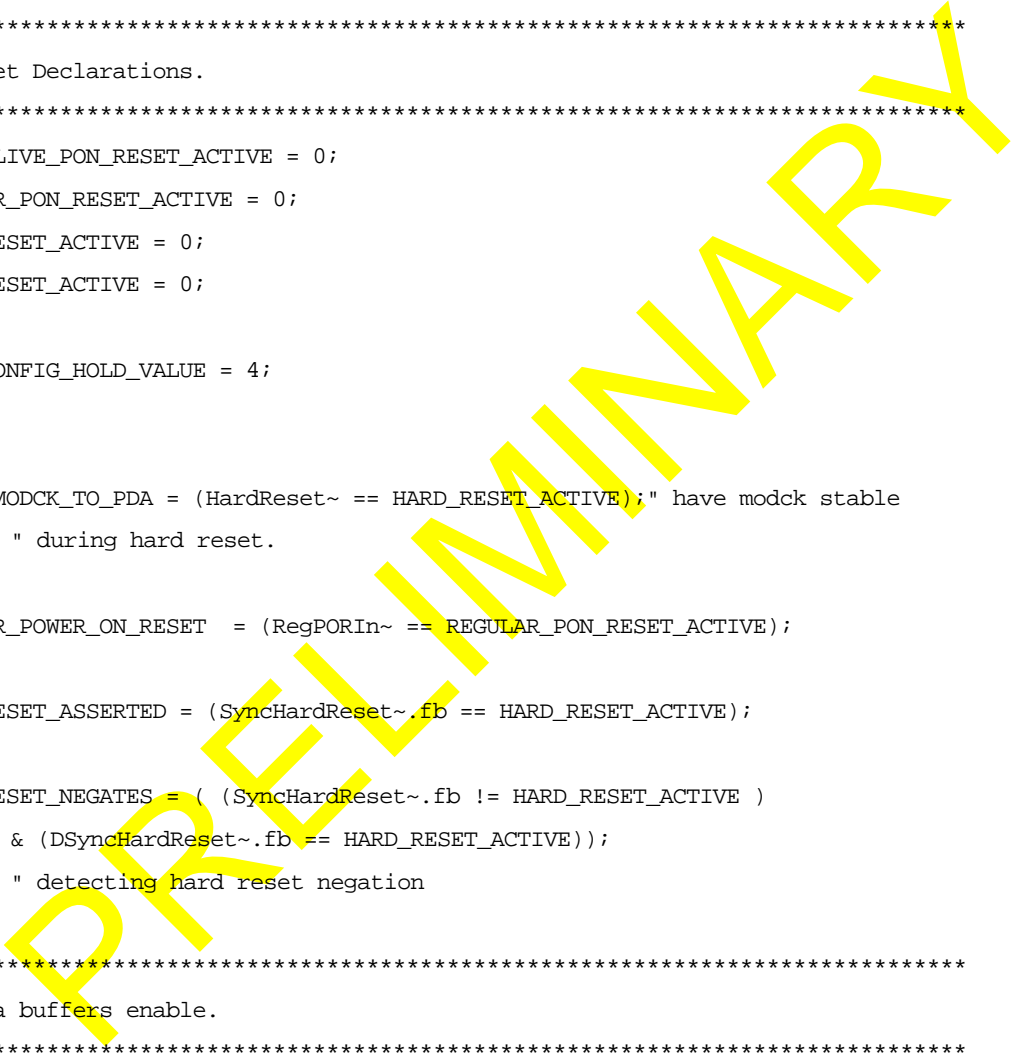 *************************************************************************
et Declarations.
*************************************************************************
LIVE_PON_RESET_ACTIVE = 0;
R_PON_RESET_ACTIVE = 0;
ESET_ACTIVE = 0;
ESET_ACTIVE = 0;
ONFIG_HOLD_VALUE = 4;
MODCK_TO_PDA = (HardReset~ == HARD_RESET_ACTIVE);" have modck stable
" during hard reset.
R_POWER_ON_RESET  = (RegPORIn~ == REGULAR_PON_RESET_ACTIVE);
ESET_ASSERTED = (SyncHardReset~.fb == HARD_RESET_ACTIVE);
ESET_NEGATES = ( (SyncHardReset~.fb != HARD_RESET_ACTIVE )
& (DSyncHardReset~.fb == HARD_RESET_ACTIVE));
" detecting hard reset negation
*************************************************************************
a buffers enable.
*************************************************************************
PRELIMINARY